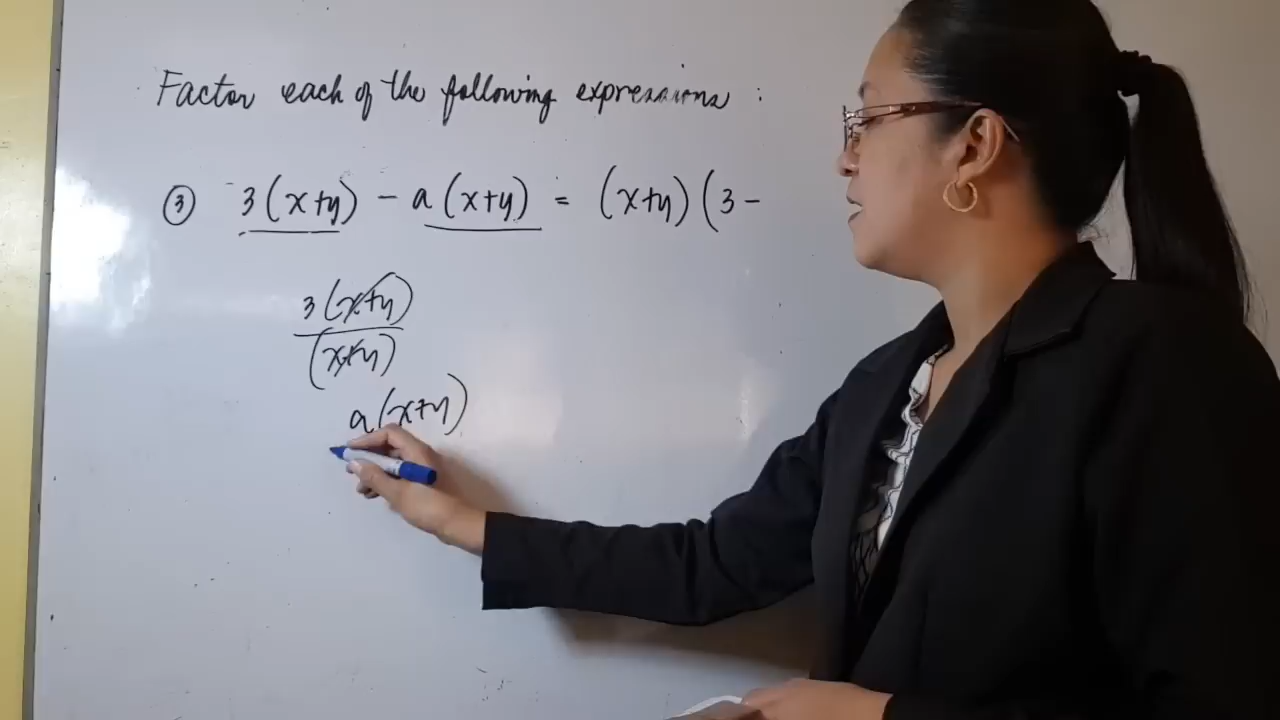 Factor each of the following expressions :
③ 3(x+y) - a(x+y) = (x+y)(3-
3(x+y)
(x+y)
a(x+y)